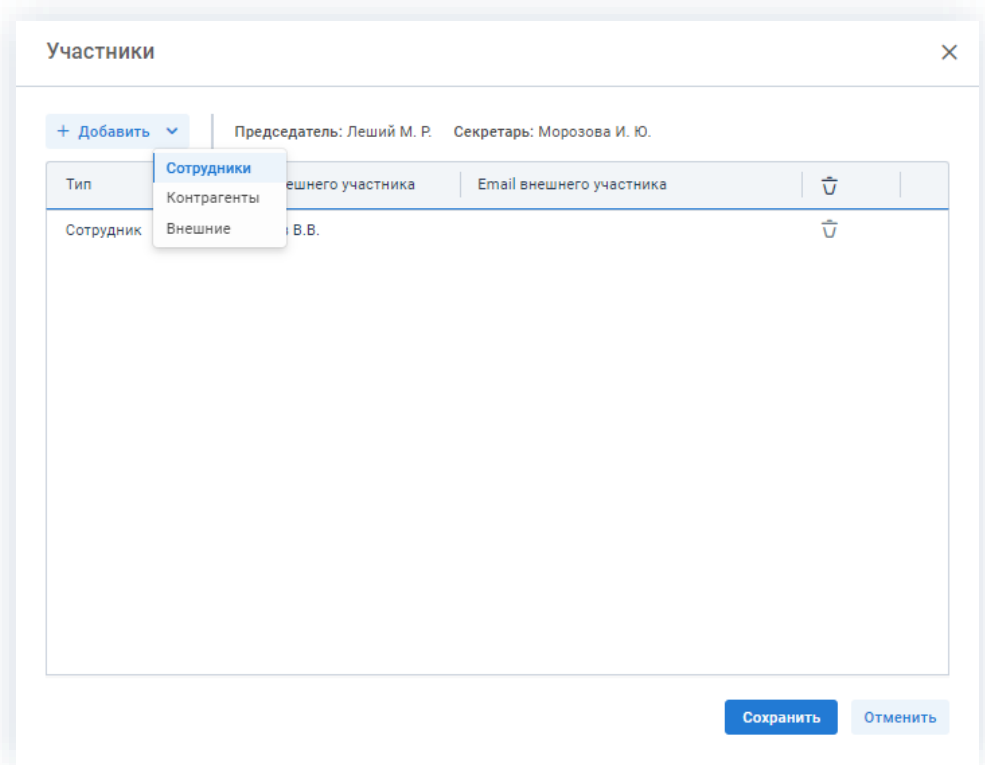 Участники
+ Добавить
Председатель: Леший М. Р. Секретарь: Морозова И. Ю.
Сотрудники
Контрагенты
Внешние
Тип ешнего участника Email внешнего участника
Сотрудник В.В.
Сохранить Отменить